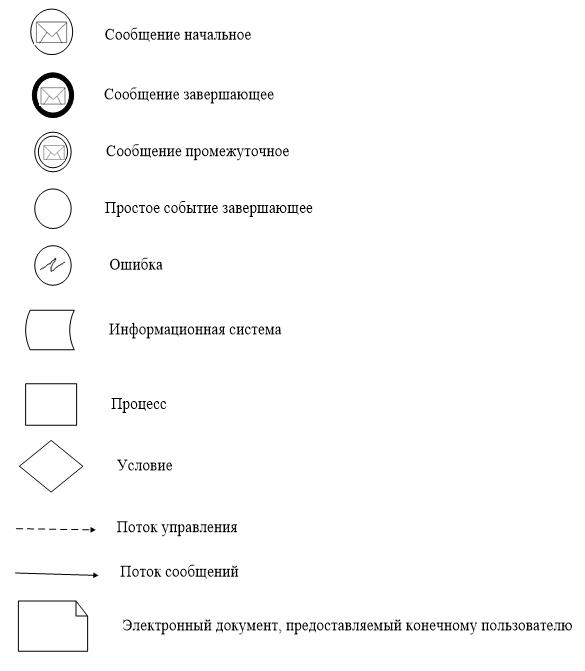 Сообщение начальное
Сообщение завершающее
Сообщение промежуточное
Простое событие завершающее
Ошибка
Информационная система
Процесс
Условие
Поток управления
Поток сообщений
Электронный документ, предоставляемый конечному пользователю